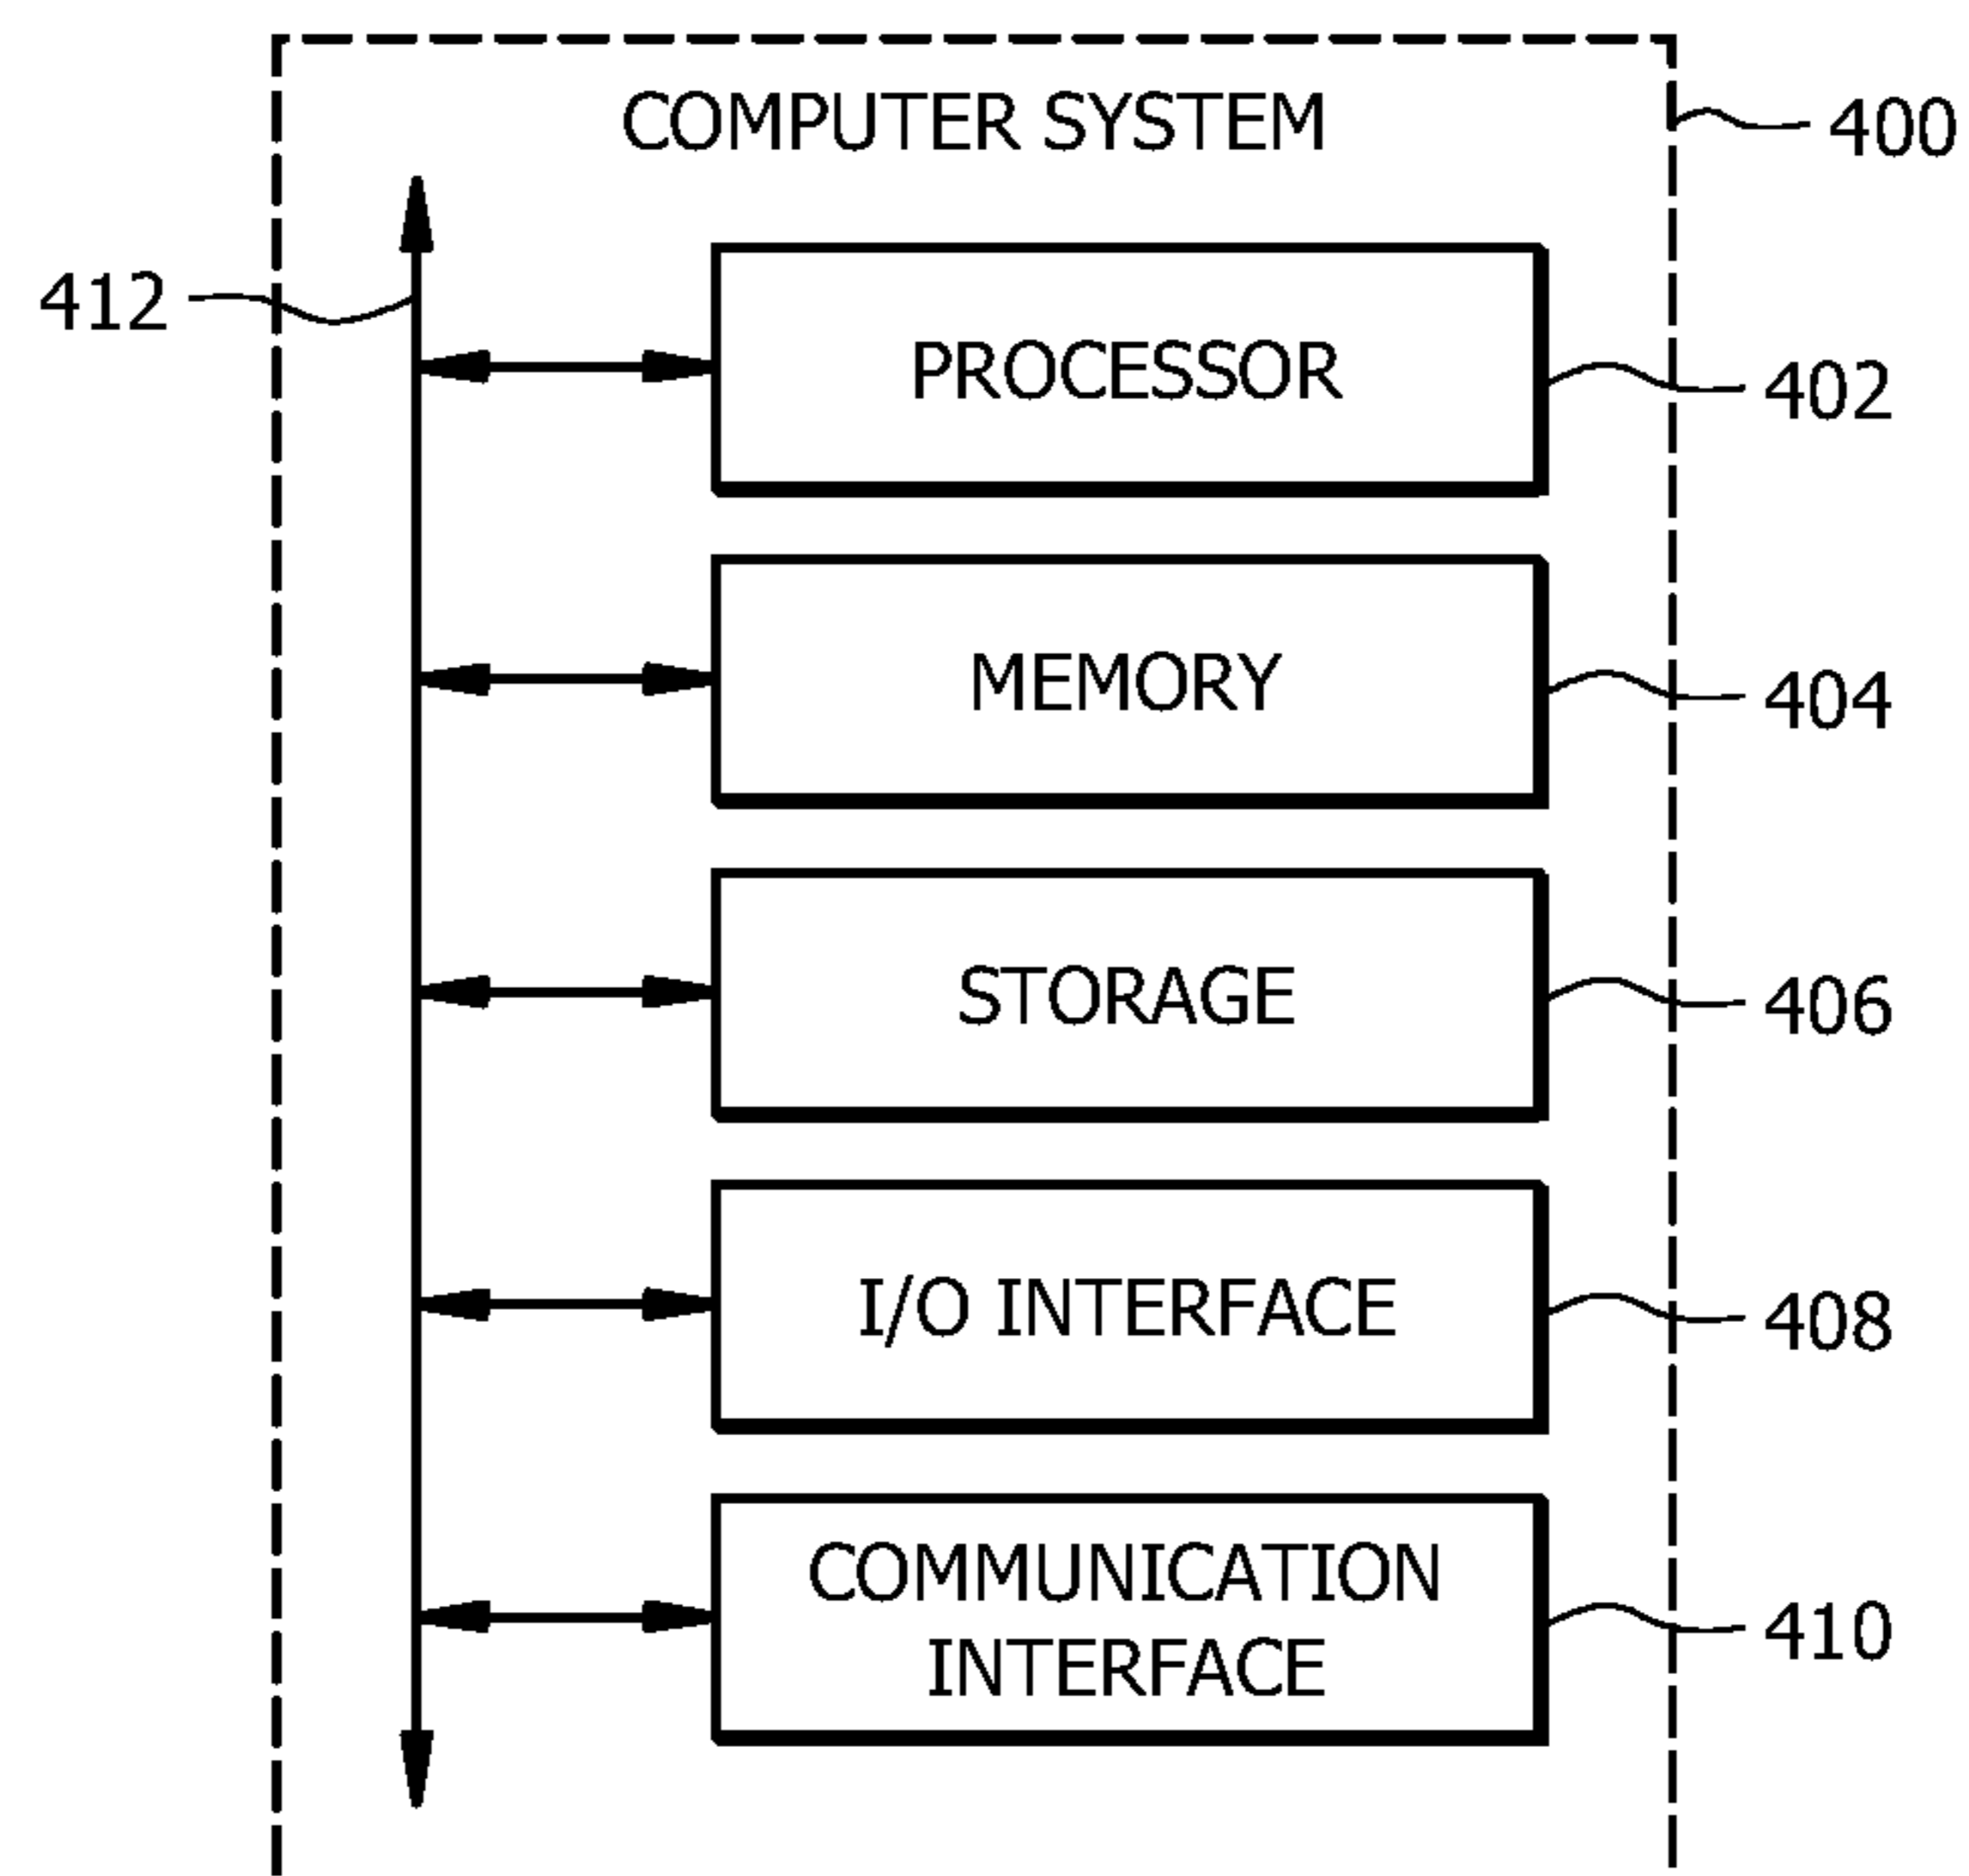 COMPUTER SYSTEM
400
412
PROCESSOR
402
MEMORY
404
STORAGE
406
I/O INTERFACE
408
COMMUNICATION
INTERFACE
410